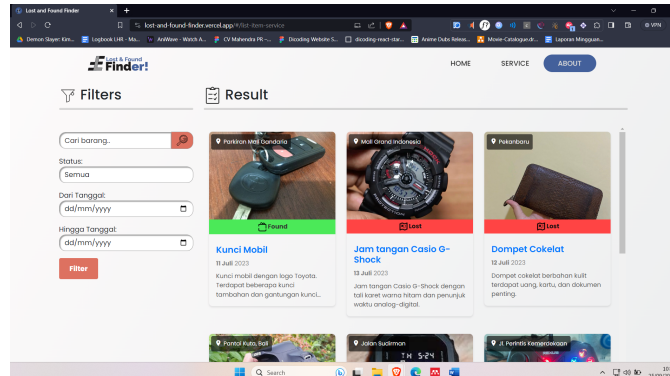 Lost and Found Finder
lost-and-found-finder.vercel.app/#/list-item-service
VPN
Demon Slayer: Kim...
Logbook LHR - Ma...
AniWave - Watch A...
CV Mahendra PR –...
Dicoding Website S...
dicoding-react-star...
Anime Dubs Releas...
Movie-Catalogue.dr...
Laporan Mingguan...
Lost & Found
Finder!
HOME
SERVICE
ABOUT
Filters
Result
Cari barang..
Status:
Semua
Dari Tanggal:
dd/mm/yyyy
Hingga Tanggal:
dd/mm/yyyy
Filter
Parkiran Mall Gandaria
Found
Kunci Mobil
11 Juli 2023
Kunci mobil dengan logo Toyota.
Terdapat beberapa kunci
tambahan dan gantungan kunci...
Mall Grand Indonesia
Lost
Jam tangan Casio G-
Shock
13 Juli 2023
Jam tangan Casio G-Shock dengan
tali karet warna hitam dan penunjuk
waktu analog-digital.
Pekanbaru
Lost
Dompet Cokelat
12 Juli 2023
Dompet cokelat berbahan kulit
terdapat uang, kartu, dan dokumen
penting.
Pantai Kuta, Bali
Jalan Sudirman
TH 5-24
Jl. Perintis Kemerdekaan
Search